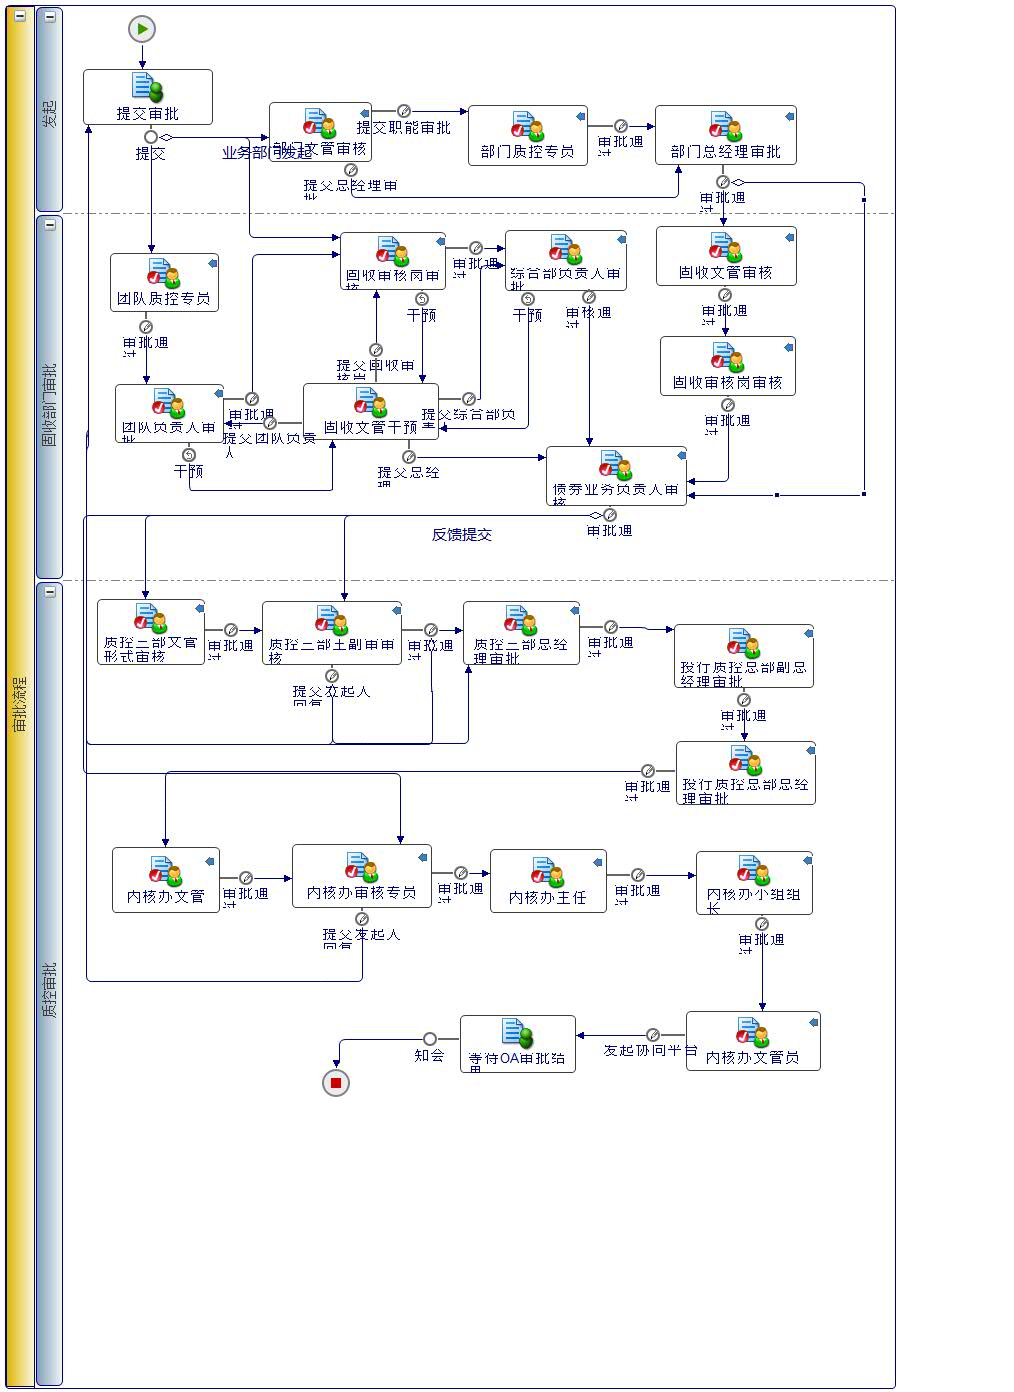 审批流程
发起
提交审批
提交
业务部门发起
部门文管审核
提交职能审批
部门质控专员
审批通过
部门总经理审批
提交总经理审批
审批通过
固收部门审批
团队质控专员
固收审核岗审核
审批通过
综合部负责人审批
固收文管审核
干预
干预
审核通过
审批通过
审批通过
提交固收审核岗
固收审核岗审核
团队负责人审批
审批通过
提交团队负责人
固收文管干预
提交综合部负责
审批通过
干预
提交总经理
债券业务负责人审核
审批通过
反馈提交
质控审批
质控二部文管
形式审核
审批通过
审批通过
质控二部总经
理审批
审批通过
投行质控总部副总
经理审批
提交发起人回复
审批通过
投行质控总部总经
理审批
审批通过
内核办文管
审批通过
内核办审核专员
审批通过
内核办主任
审批通过
内核办小组组
长
提交发起人回复
审批通过
知会
等待OA审批结果
发起协同平台
内核办文管员